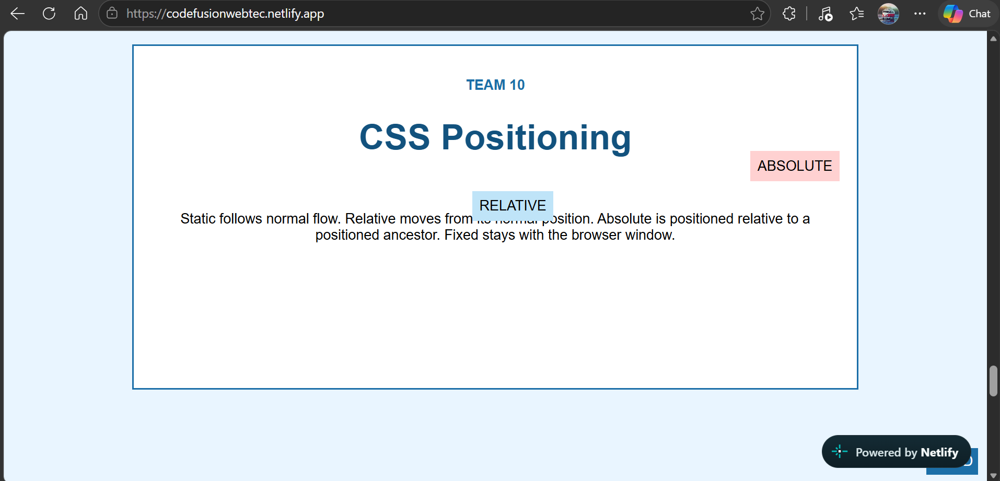 https://codefusionwebtec.netlify.app
Chat
TEAM 10
CSS Positioning
ABSOLUTE
RELATIVE
Static follows normal flow. Relative moves from position. Absolute is positioned relative to a
positioned ancestor. Fixed stays with the browser window.
Powered by Netlify